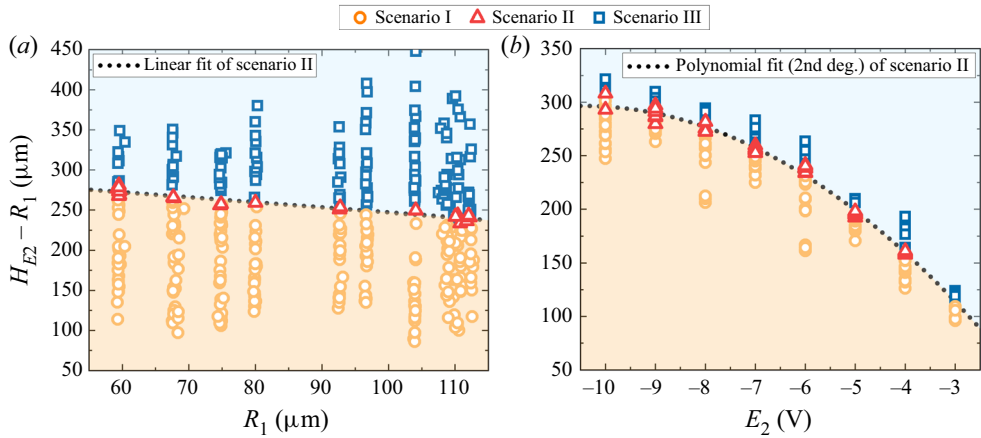 Scenario I Scenario II Scenario III
(a) (b)
Linear fit of scenario II
Polynomial fit (2nd deg.) of scenario II
H_{E2} − R_1 (μm)
450
400
350
300
250
200
150
100
50
60 70 80 90 100 110
R_1 (μm)
350
300
250
200
150
100
50
−10 −9 −8 −7 −6 −5 −4 −3
E_2 (V)